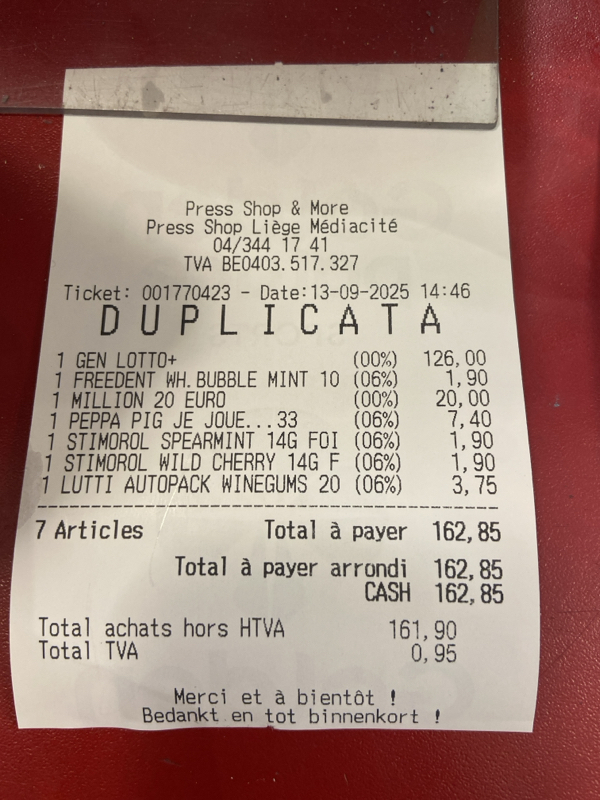 Press Shop & More
Press Shop Liège Médiacité
04/344 17 41
TVA BE0403.517.327
Ticket: 001770423 - Date:13-09-2025 14:46
DUPLICATA
1 GEN LOTTO+ (00%) 126,00
1 FREEDENT WH.BUBBLE MINT 10 (06%) 1,90
1 MILLION 20 EURO (00%) 20,00
1 PEPPA PIG JE JOUE...33 (06%) 7,40
1 STIMOROL SPEARMINT 14G FOI (06%) 1,90
1 STIMOROL WILD CHERRY 14G F (06%) 1,90
1 LUTTI AUTOPACK WINEGUMS 20 (06%) 3,75
7 Articles Total à payer 162,85
Total à payer arrondi 162,85
CASH 162,85
Total achats hors HTVA 161,90
Total TVA 0,95
Merci et à bientôt !
Bedankt en tot binnenkort !